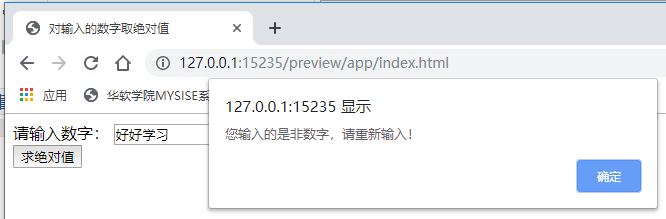 对输入的数字取绝对值
127.0.0.1:15235/preview/app/index.html
应用
华软学院MYSISE系
127.0.0.1:15235 显示
您输入的是非数字，请重新输入！
确定
请输入数字： 好好学习
求绝对值